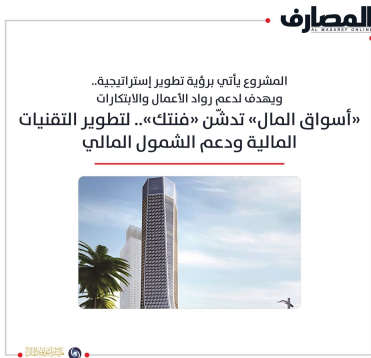 المصارف
AL MASAREF ONLINE
المشروع يأتي برؤية تطوير إستراتيجية..
ويهدف لدعم رواد الأعمال والابتكارات
«أسواق المال» تدشّن «فنتك».. لتطوير التقنيات
المالية ودعم الشمول المالي